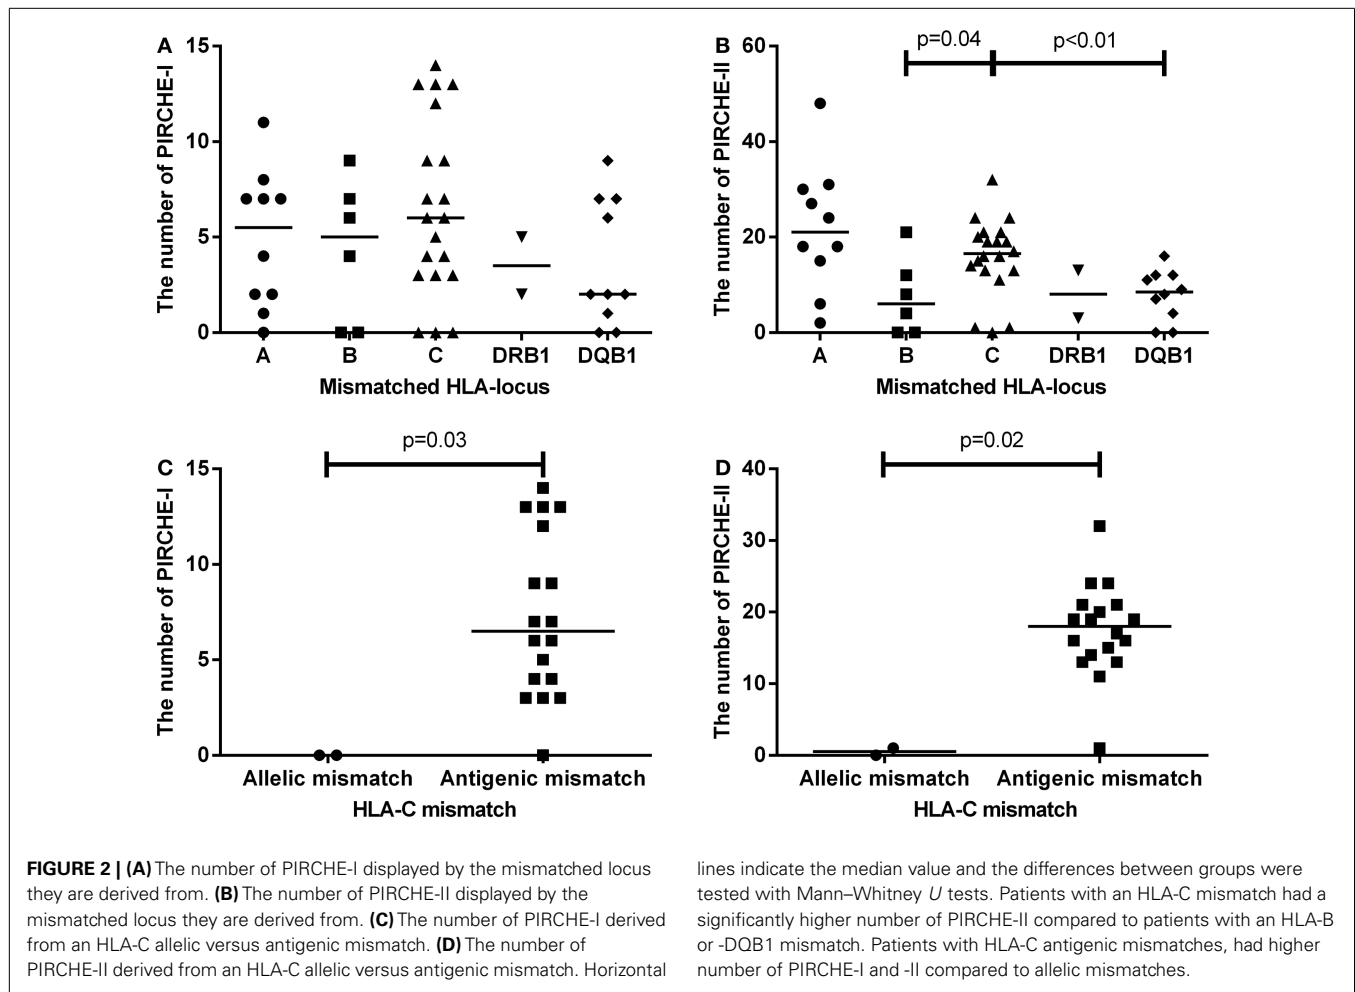 A
The number of PIRCHE-I
15
10
5
0
A B C DRB1 DQB1
Mismatched HLA-locus
B
The number of PIRCHE-II
60
40
20
0
p=0.04 p<0.01
A B C DRB1 DQB1
Mismatched HLA-locus
C
The number of PIRCHE-I
15
10
5
0
p=0.03
Allelic mismatch Antigenic mismatch
HLA-C mismatch
D
The number of PIRCHE-II
40
30
20
10
0
p=0.02
Allelic mismatch Antigenic mismatch
HLA-C mismatch
FIGURE 2 | (A) The number of PIRCHE-I displayed by the mismatched locus
they are derived from. (B) The number of PIRCHE-II displayed by the
mismatched locus they are derived from. (C) The number of PIRCHE-I derived
from an HLA-C allelic versus antigenic mismatch. (D) The number of
PIRCHE-II derived from an HLA-C allelic versus antigenic mismatch. Horizontal
lines indicate the median value and the differences between groups were
tested with Mann–Whitney U tests. Patients with an HLA-C mismatch had a
significantly higher number of PIRCHE-II compared to patients with an HLA-B
or -DQB1 mismatch. Patients with HLA-C antigenic mismatches, had higher
number of PIRCHE-I and -II compared to allelic mismatches.